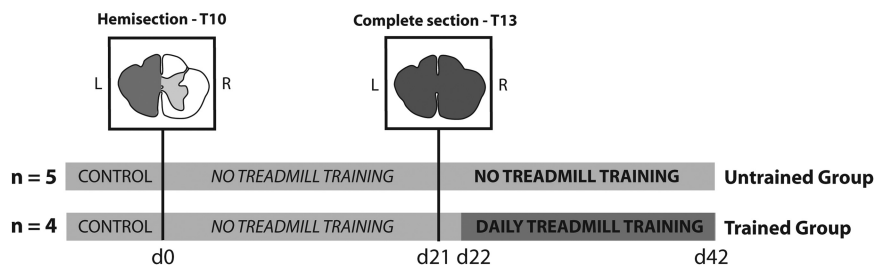 Hemisection - T10
Complete section - T13
L R
L R
n = 5 CONTROL NO TREADMILL TRAINING NO TREADMILL TRAINING Untrained Group
n = 4 CONTROL NO TREADMILL TRAINING DAILY TREADMILL TRAINING Trained Group
d0 d21 d22 d42